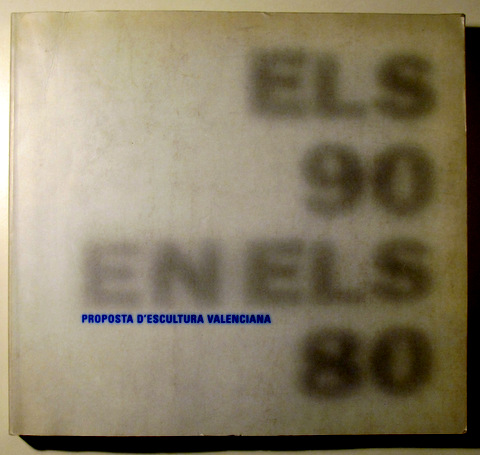 ELS
90
EN ELS
PROPOSTA D'ESCULTURA VALENCIANA
80